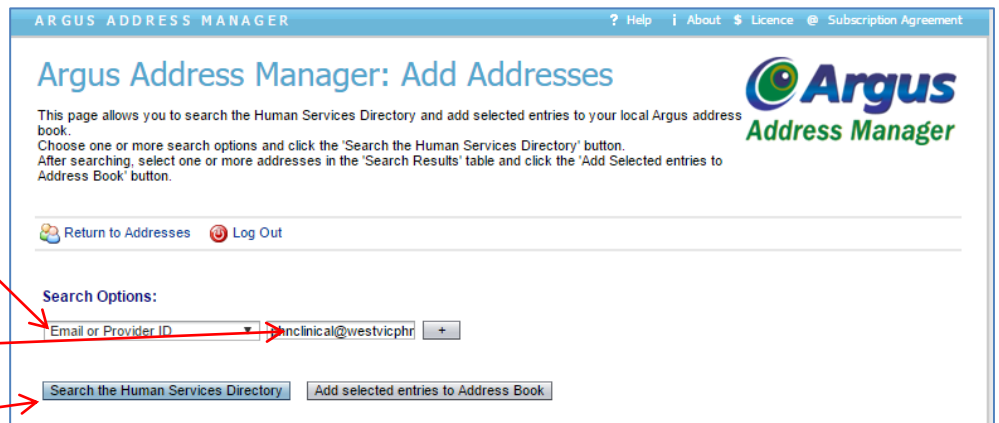 ARGUS ADDRESS MANAGER
? Help i About $ Licence @ Subscription Agreement
Argus Address Manager: Add Addresses
Argus
Address Manager
This page allows you to search the Human Services Directory and add selected entries to your local Argus address
book.
Choose one or more search options and click the 'Search the Human Services Directory' button.
After searching, select one or more addresses in the 'Search Results' table and click the 'Add Selected entries to
Address Book' button.
Return to Addresses Log Out
Search Options:
Email or Provider ID +
Search the Human Services Directory Add selected entries to Address Book